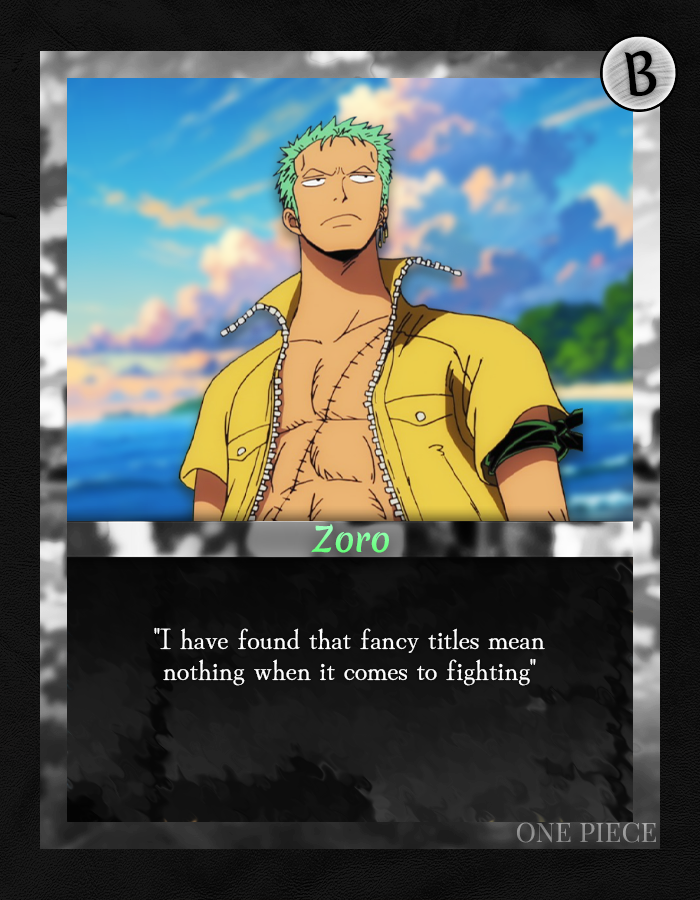 B
Zoro
"I have found that fancy titles mean
nothing when it comes to fighting"
ONE PIECE